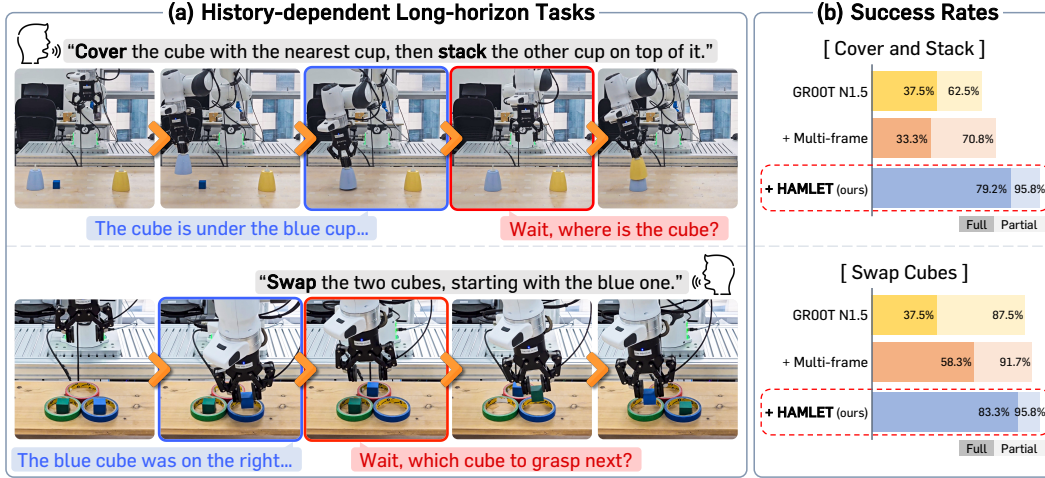 (a) History-dependent Long-horizon Tasks
“Cover the cube with the nearest cup, then stack the other cup on top of it.”
The cube is under the blue cup...
Wait, where is the cube?
“Swap the two cubes, starting with the blue one.”
The blue cube was on the right...
Wait, which cube to grasp next?
(b) Success Rates
[ Cover and Stack ]
GR00T N1.5
37.5% 62.5%
+ Multi-frame
33.3% 70.8%
+ HAMLET (ours)
79.2% 95.8%
Full Partial
[ Swap Cubes ]
GR00T N1.5
37.5% 87.5%
+ Multi-frame
58.3% 91.7%
+ HAMLET (ours)
83.3% 95.8%
Full Partial